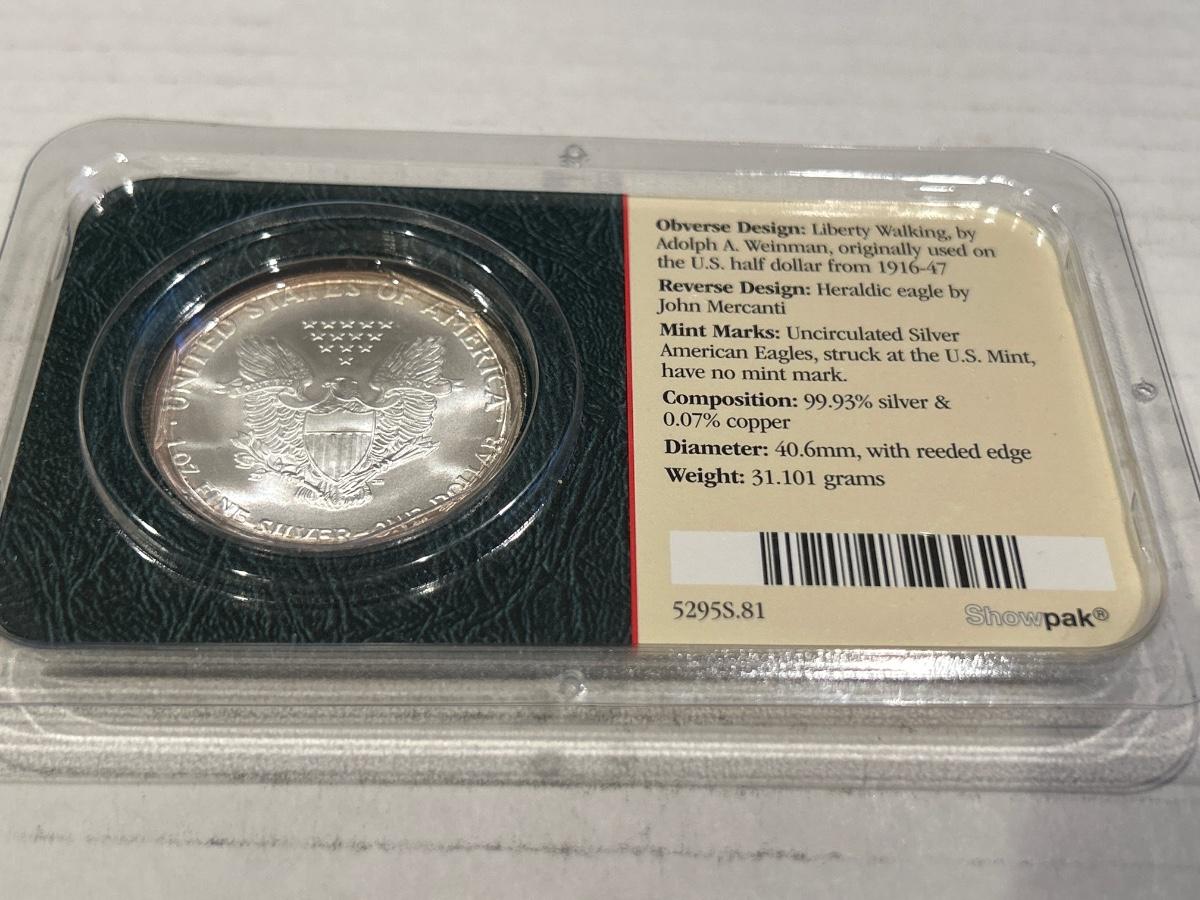 UNITED STATES OF AMERICA
1 OZ. FINE SILVER~ONE DOLLAR
Obverse Design: Liberty Walking, by
Adolph A. Weinman, originally used on
the U.S. half dollar from 1916-47
Reverse Design: Heraldic eagle by
John Mercanti
Mint Marks: Uncirculated Silver
American Eagles, struck at the U.S. Mint,
have no mint mark.
Composition: 99.93% silver &
0.07% copper
Diameter: 40.6mm, with reeded edge
Weight: 31.101 grams
5295S.81
Showpak®